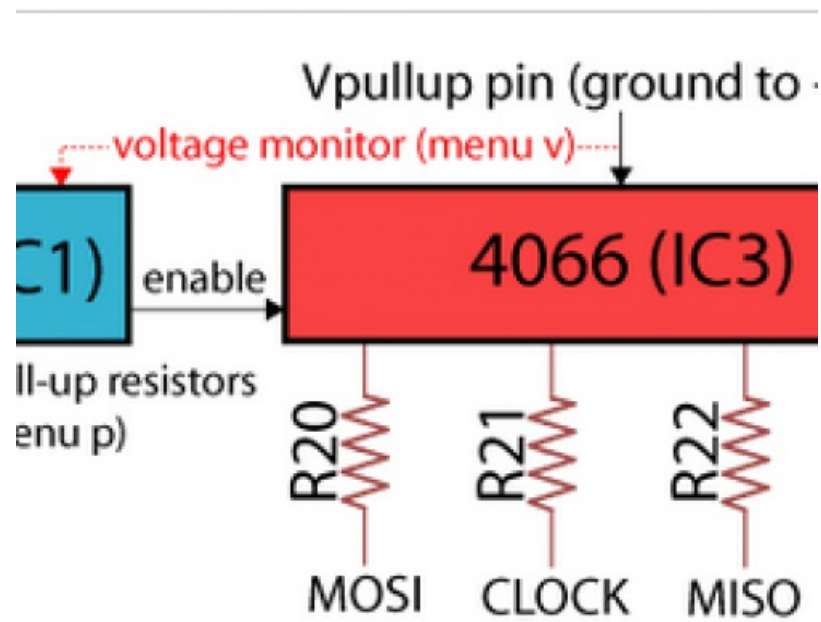 Vpullup pin (ground to -
voltage monitor (menu v)
C1)
enable
4066 (IC3)
ll-up resistors
enu p)
R20
R21
R22
MOSI
CLOCK
MISO